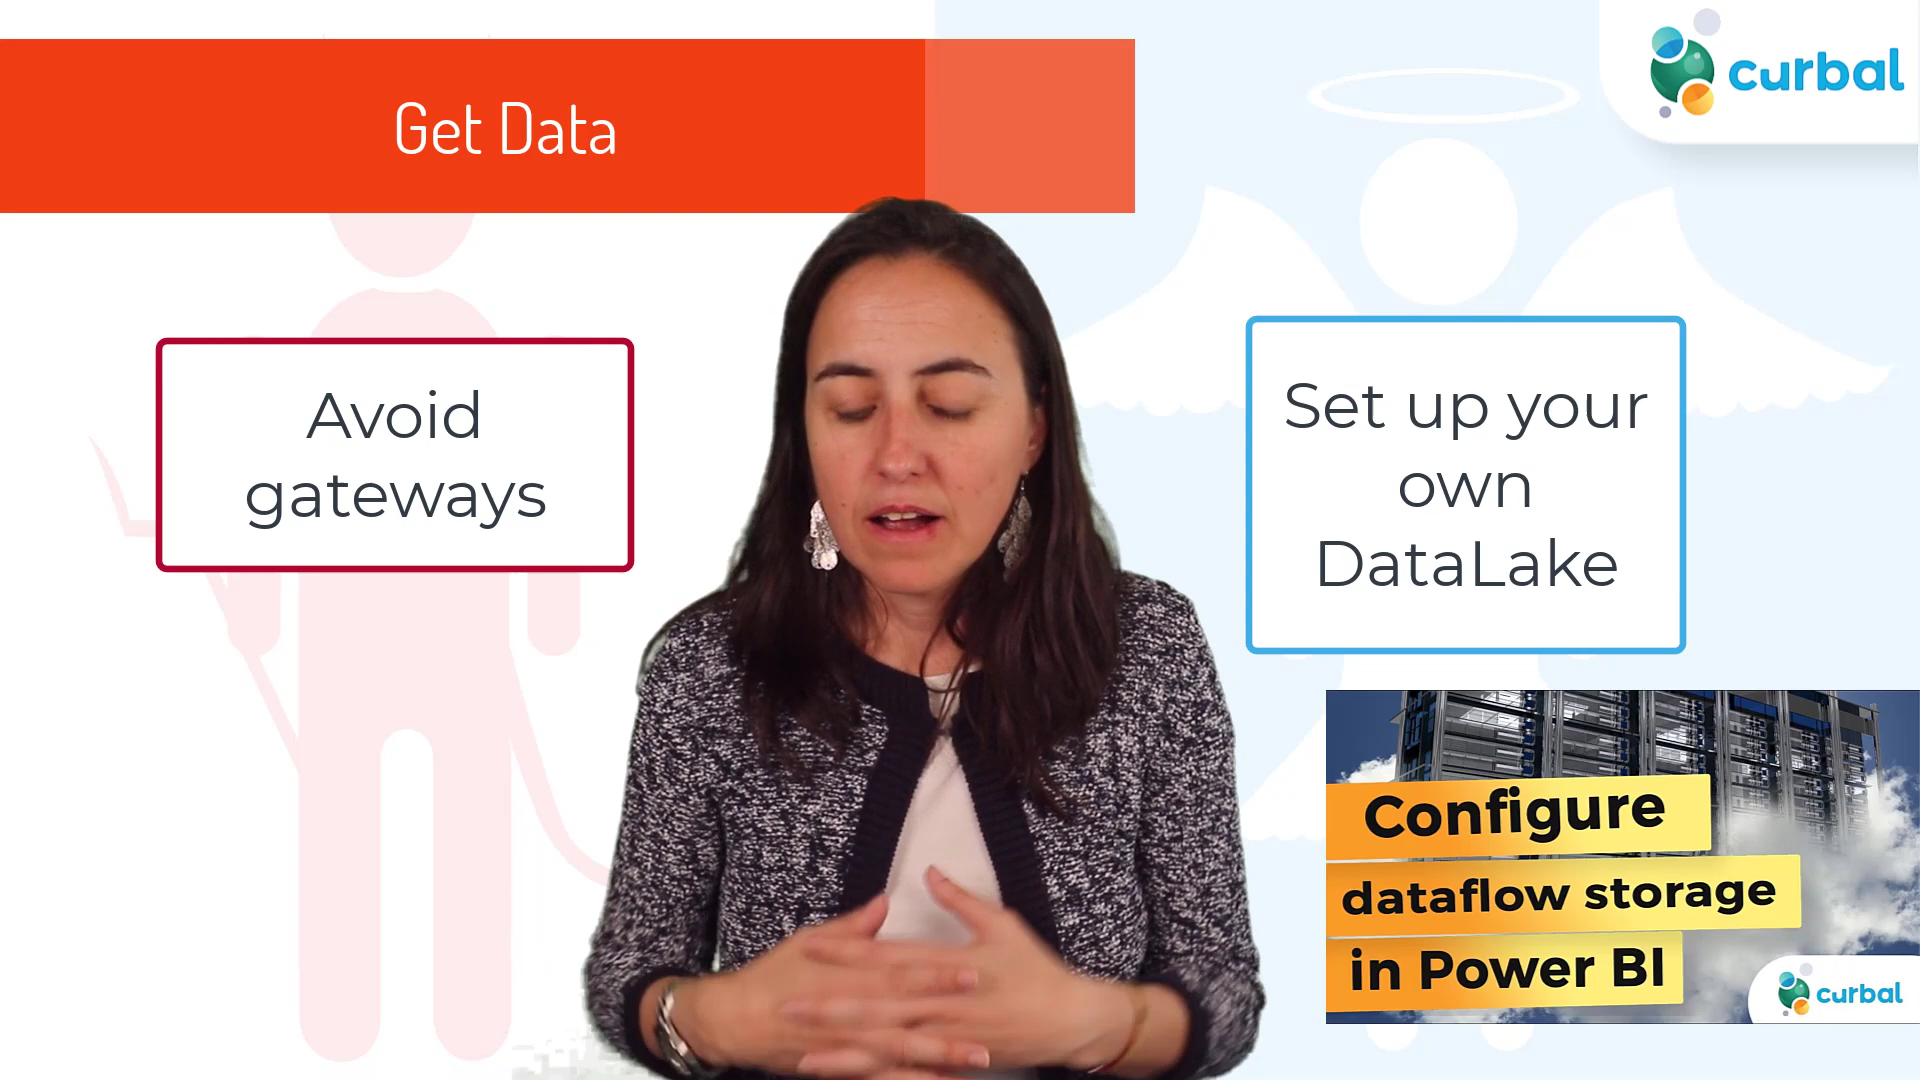 Get Data
curbal
Avoid
gateways
Set up your
own
DataLake
Configure
dataflow storage
in Power BI
curbal